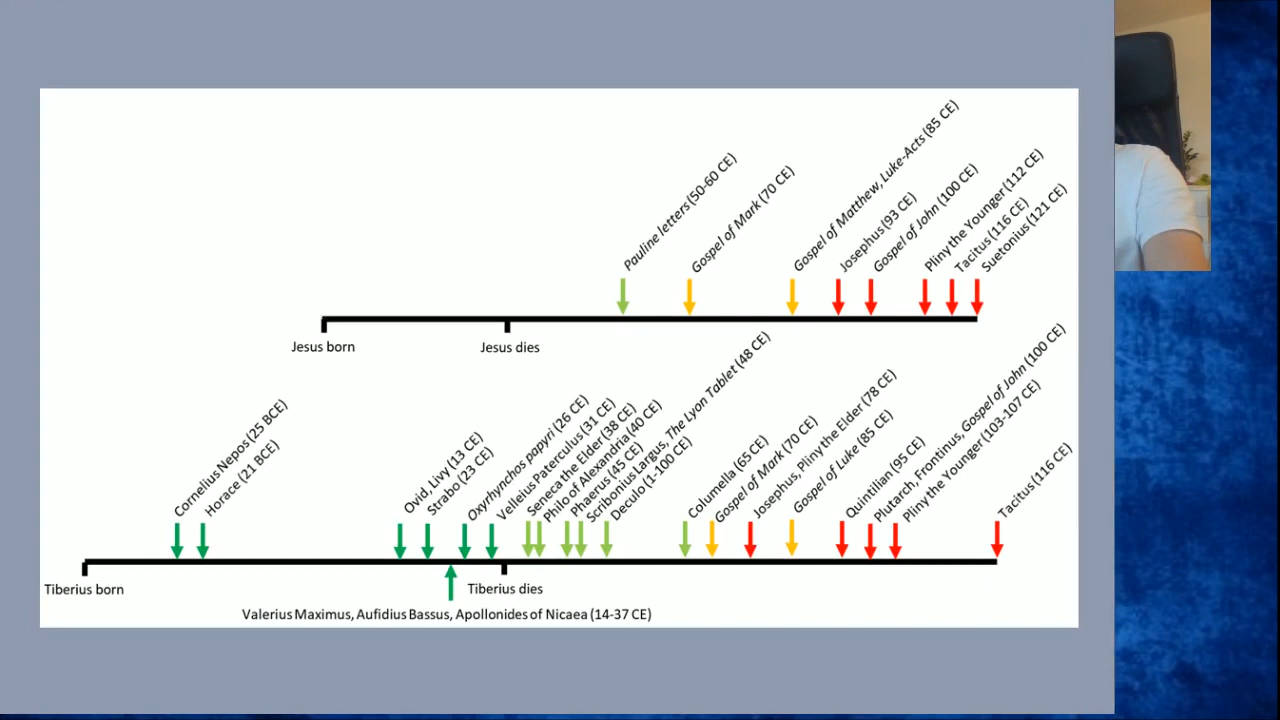 Pauline letters (50-60 CE)
Gospel of Mark (70 CE)
Gospel of Matthew, Luke-Acts (85 CE)
Josephus (93 CE)
Gospel of John (100 CE)
Pliny the Younger (112 CE)
Tacitus (116 CE)
Suetonius (121 CE)
Jesus born
Jesus dies
Cornelius Nepos (25 BCE)
Horace (21 BCE)
Ovid, Livy (13 CE)
Strabo (23 CE)
Oxyrhynchos papyri (26 CE)
Velleius Paterculus (31 CE)
Seneca the Elder (38 CE)
Philo of Alexandria (40 CE)
Phaerus (45 CE)
Scribonius Largus, The Lyon Tablet (48 CE)
Deculo (1-100 CE)
Columella (65 CE)
Gospel of Mark (70 CE)
Josephus, Pliny the Elder (78 CE)
Gospel of Luke (85 CE)
Quintilian (95 CE)
Plutarch, Frontinus, Gospel of John (100 CE)
Pliny the Younger (103-107 CE)
Tacitus (116 CE)
Tiberius born
Tiberius dies
Valerius Maximus, Aufidius Bassus, Apollonides of Nicaea (14-37 CE)